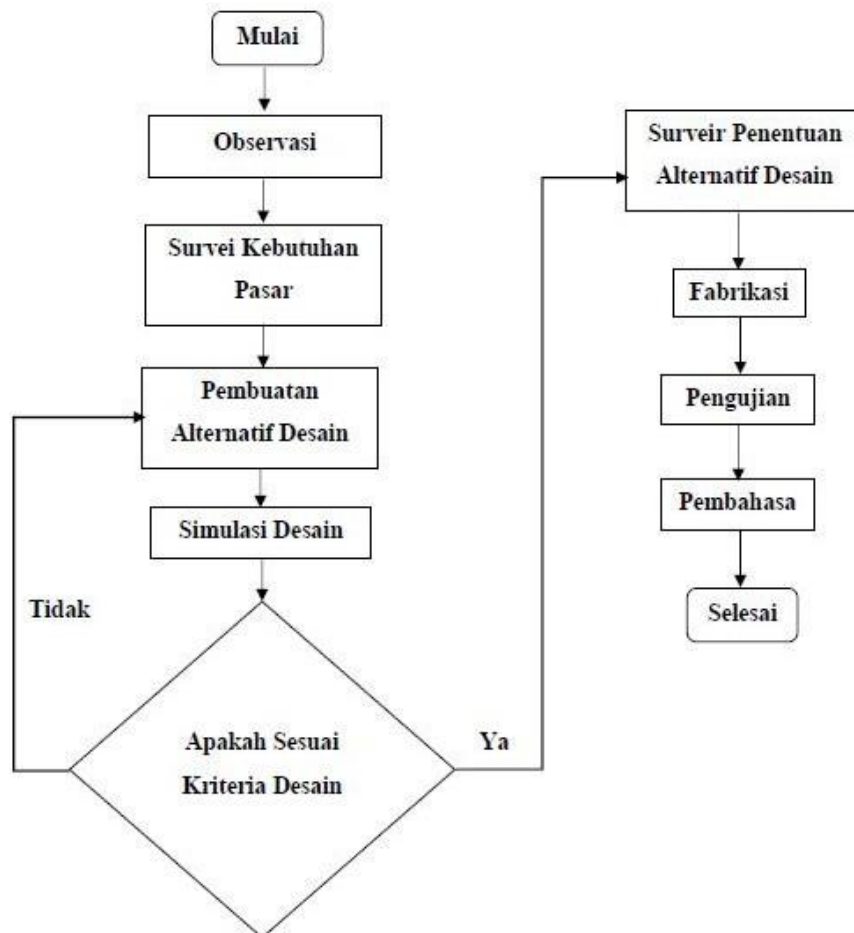 Mulai
Observasi
Survei Kebutuhan
Pasar
Pembuatan
Alternatif Desain
Simulasi Desain
Tidak
Apakah Sesuai
Kriteria Desain
Ya
Surveir Penentuan
Alternatif Desain
Fabrikasi
Pengujian
Pembahasa
Selesai